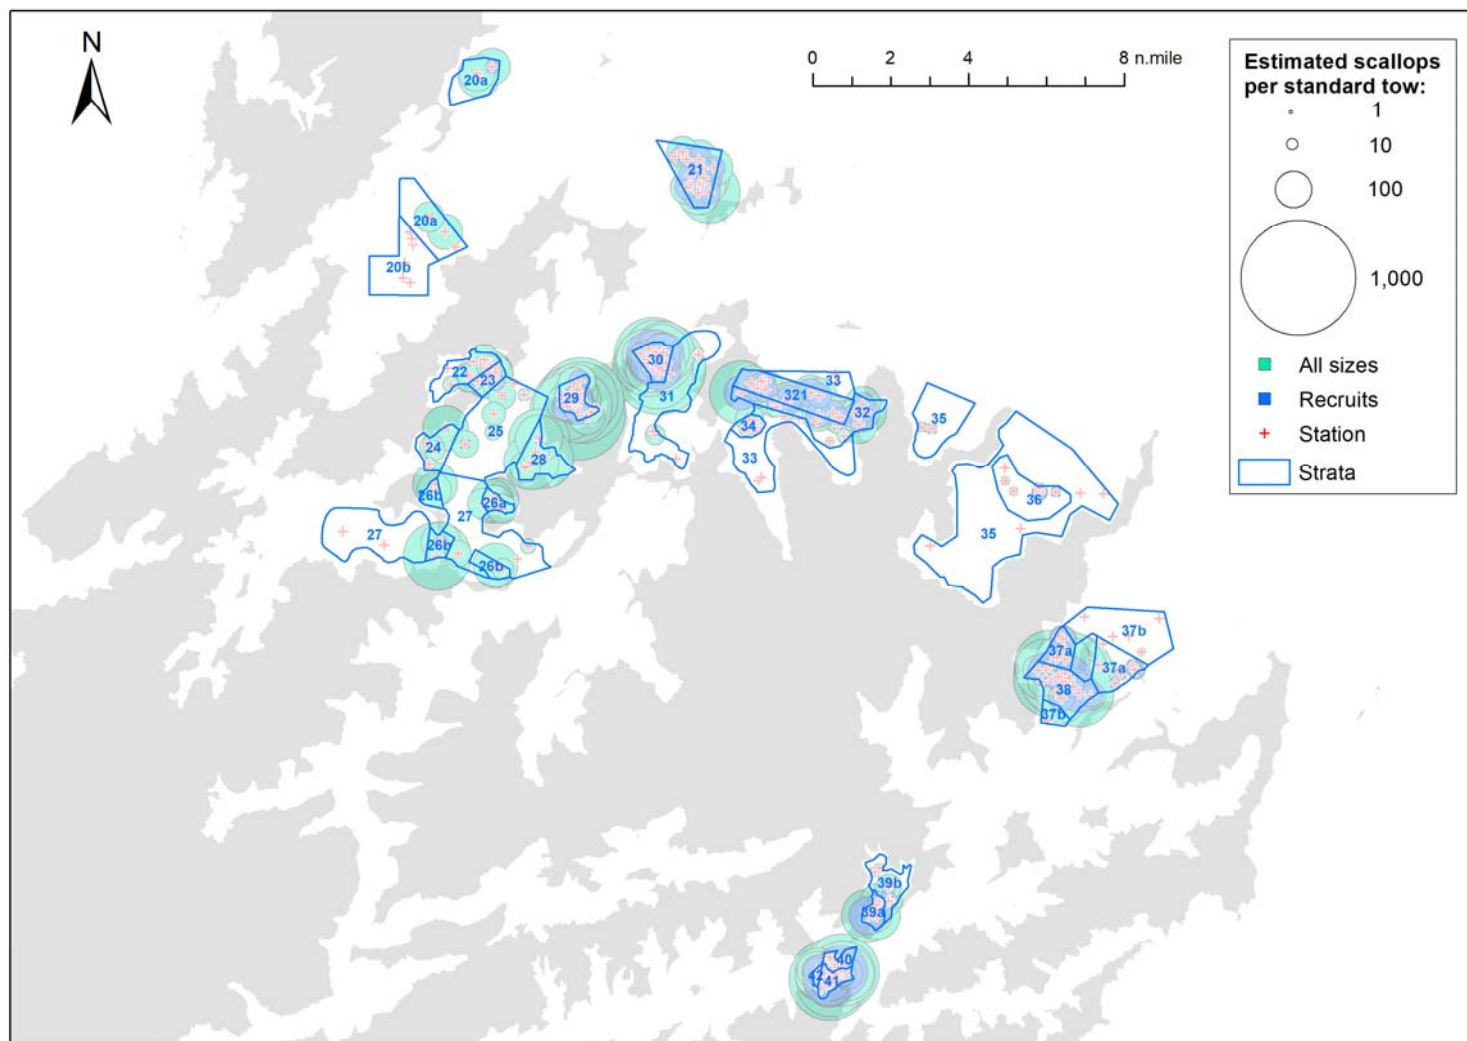 N
0 2 4 8 n.mile
Estimated scallops
per standard tow:
1
10
100
1,000
All sizes
Recruits
Station
Strata
20a
21
20a
20b
22
23
30
29
31
321
33
32
35
25
34
24
28
33
26b
26a
36
27
27
35
26b
26b
37b
37a
37a
38
37b
39b
39a
40
42
41